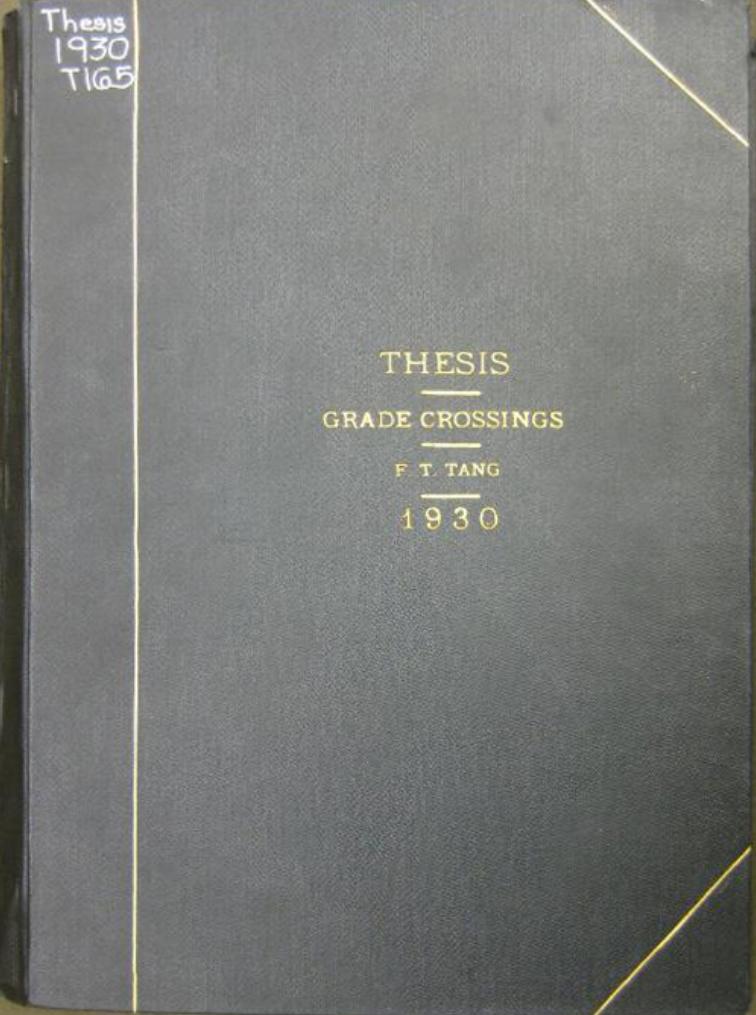 Thesis
1930
T165
THESIS
GRADE CROSSINGS
F. T. TANG
1930